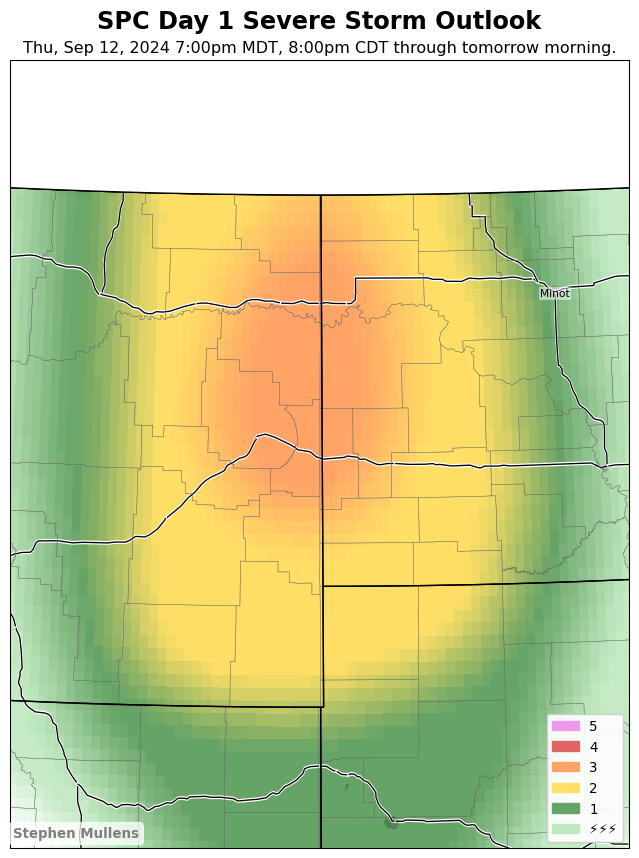 SPC Day 1 Severe Storm Outlook
Thu, Sep 12, 2024 7:00pm MDT, 8:00pm CDT through tomorrow morning.
Minot
5
4
3
2
1
⚡⚡⚡
Stephen Mullens